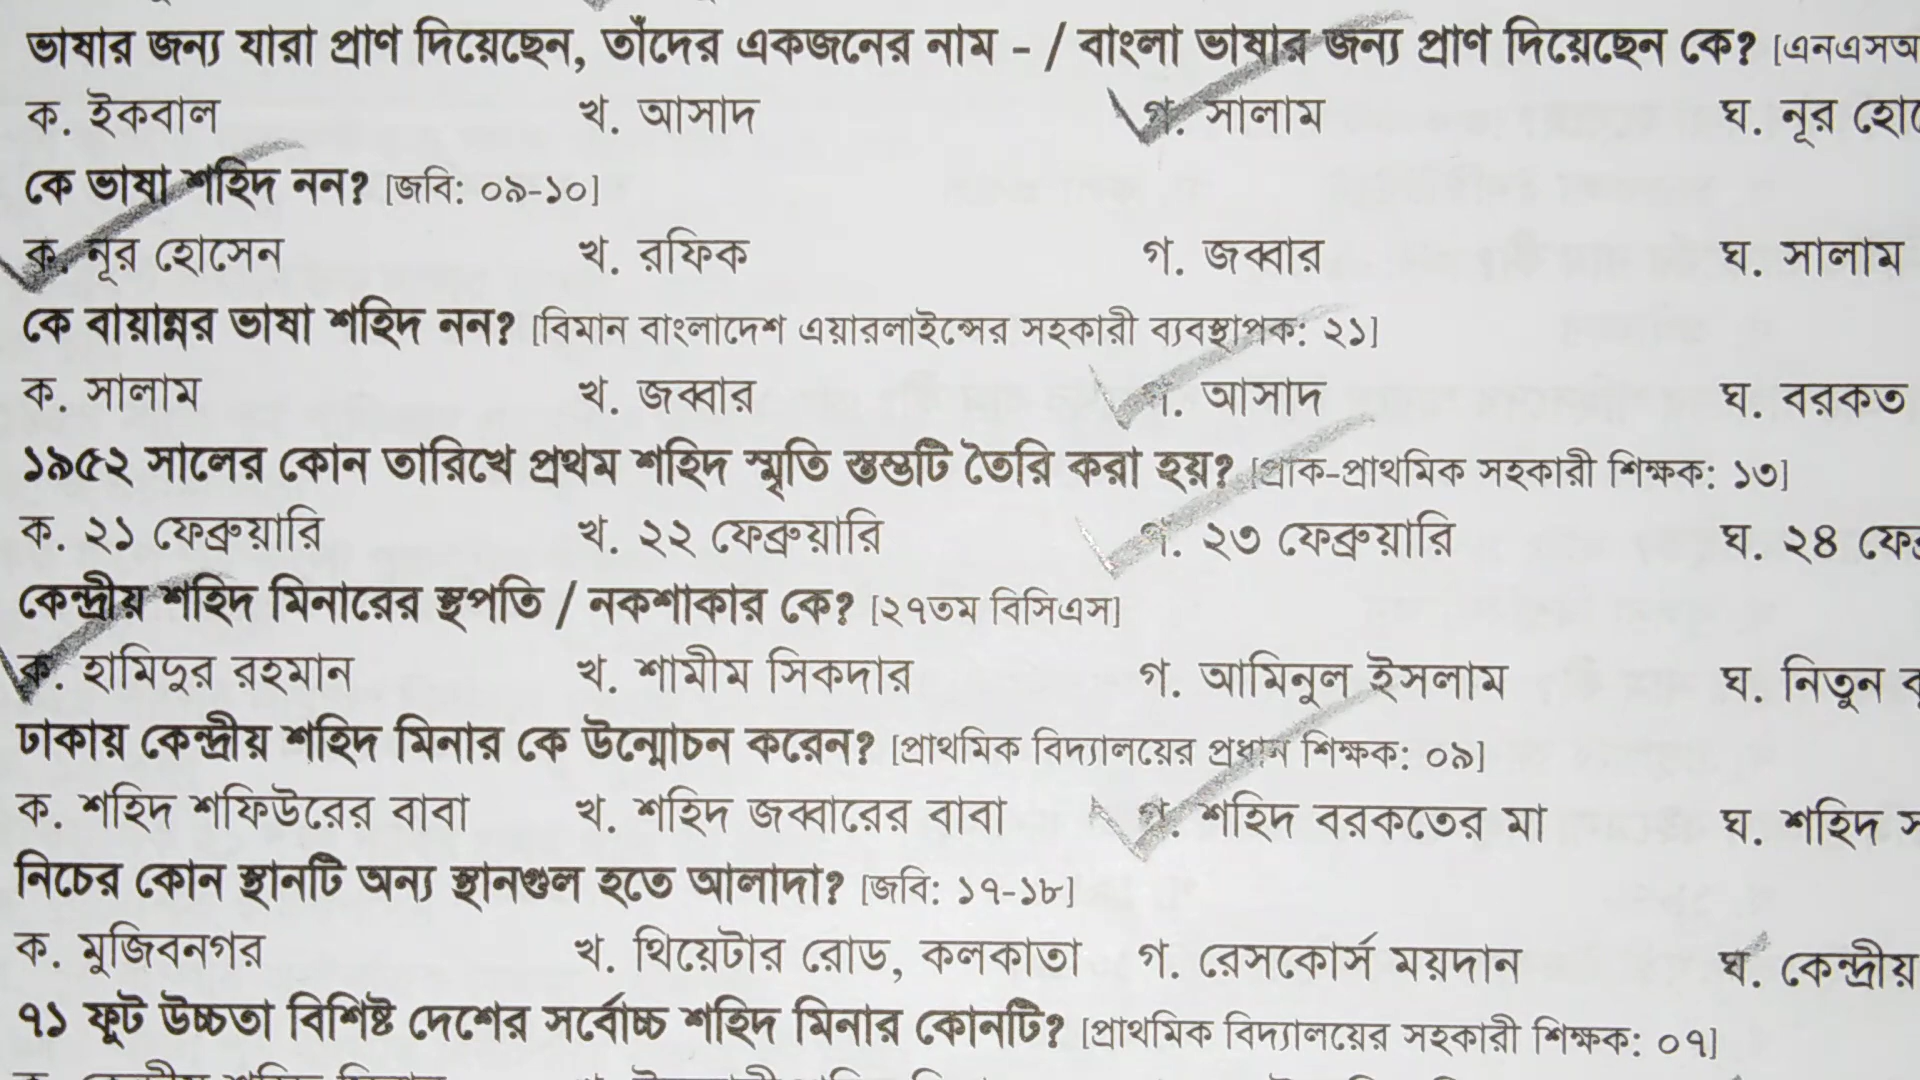 ভাষার জন্য যারা প্রাণ দিয়েছেন, তাঁদের একজনের নাম - / বাংলা ভাষার জন্য প্রাণ দিয়েছেন কে? [এনএসআ
ক. ইকবাল খ. আসাদ গ. সালাম ঘ. নূর হো
কে ভাষা শহিদ নন? [জবি: ০৯-১০]
ক. নূর হোসেন খ. রফিক গ. জব্বার ঘ. সালাম
কে বায়ান্নর ভাষা শহিদ নন? [বিমান বাংলাদেশ এয়ারলাইন্সের সহকারী ব্যবস্থাপক: ২১]
ক. সালাম খ. জব্বার গ. আসাদ ঘ. বরকত
১৯৫২ সালের কোন তারিখে প্রথম শহিদ স্মৃতি স্তম্ভটি তৈরি করা হয়? [প্রাক-প্রাথমিক সহকারী শিক্ষক: ১৩]
ক. ২১ ফেব্রুয়ারি খ. ২২ ফেব্রুয়ারি গ. ২৩ ফেব্রুয়ারি ঘ. ২৪
কেন্দ্রীয় শহিদ মিনারের স্থপতি / নকশাকার কে? [২৭তম বিসিএস]
ক. হামিদুর রহমান খ. শামীম সিকদার গ. আমিনুল ইসলাম ঘ. নিতুন
ঢাকায় কেন্দ্রীয় শহিদ মিনার কে উন্মোচন করেন? [প্রাথমিক বিদ্যালয়ের প্রধান শিক্ষক: ০৯]
ক. শহিদ শফিউরের বাবা খ. শহিদ জব্বারের বাবা গ. শহিদ বরকতের মা ঘ. শহিদ
নিচের কোন স্থানটি অন্য স্থানগুল হতে আলাদা? [জবি: ১৭-১৮]
ক. মুজিবনগর খ. থিয়েটার রোড, কলকাতা গ. রেসকোর্স ময়দান ঘ. কেন্দ্রীয়
৭১ ফুট উচ্চতা বিশিষ্ট দেশের সর্বোচ্চ শহিদ মিনার কোনটি? [প্রাথমিক বিদ্যালয়ের সহকারী শিক্ষক: ০৭]